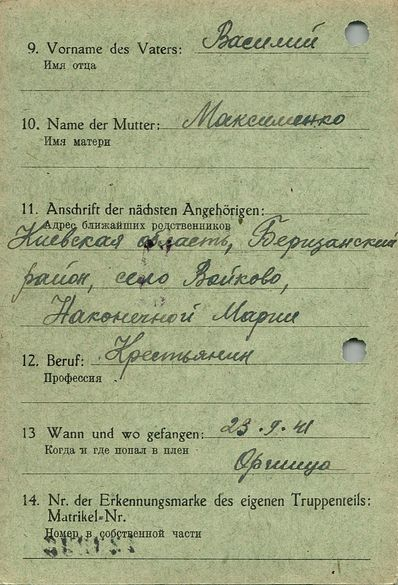 9. Vorname des Vaters: Василий
Имя отца
10. Name der Mutter: Максименко
Имя матери
11. Anschrift der nächsten Angehörigen:
Адрес ближайших родственников
Киевская область, Беризанский
район, село Войково,
Наконечной Марии
12. Beruf: Крестьянин
Профессия
13 Wann und wo gefangen: 23.9.41
Когда и где попал в плен
Оржица
14. Nr. der Erkennungsmarke des eigenen Truppenteils:
Matrikel-Nr.
Номер в собственной части